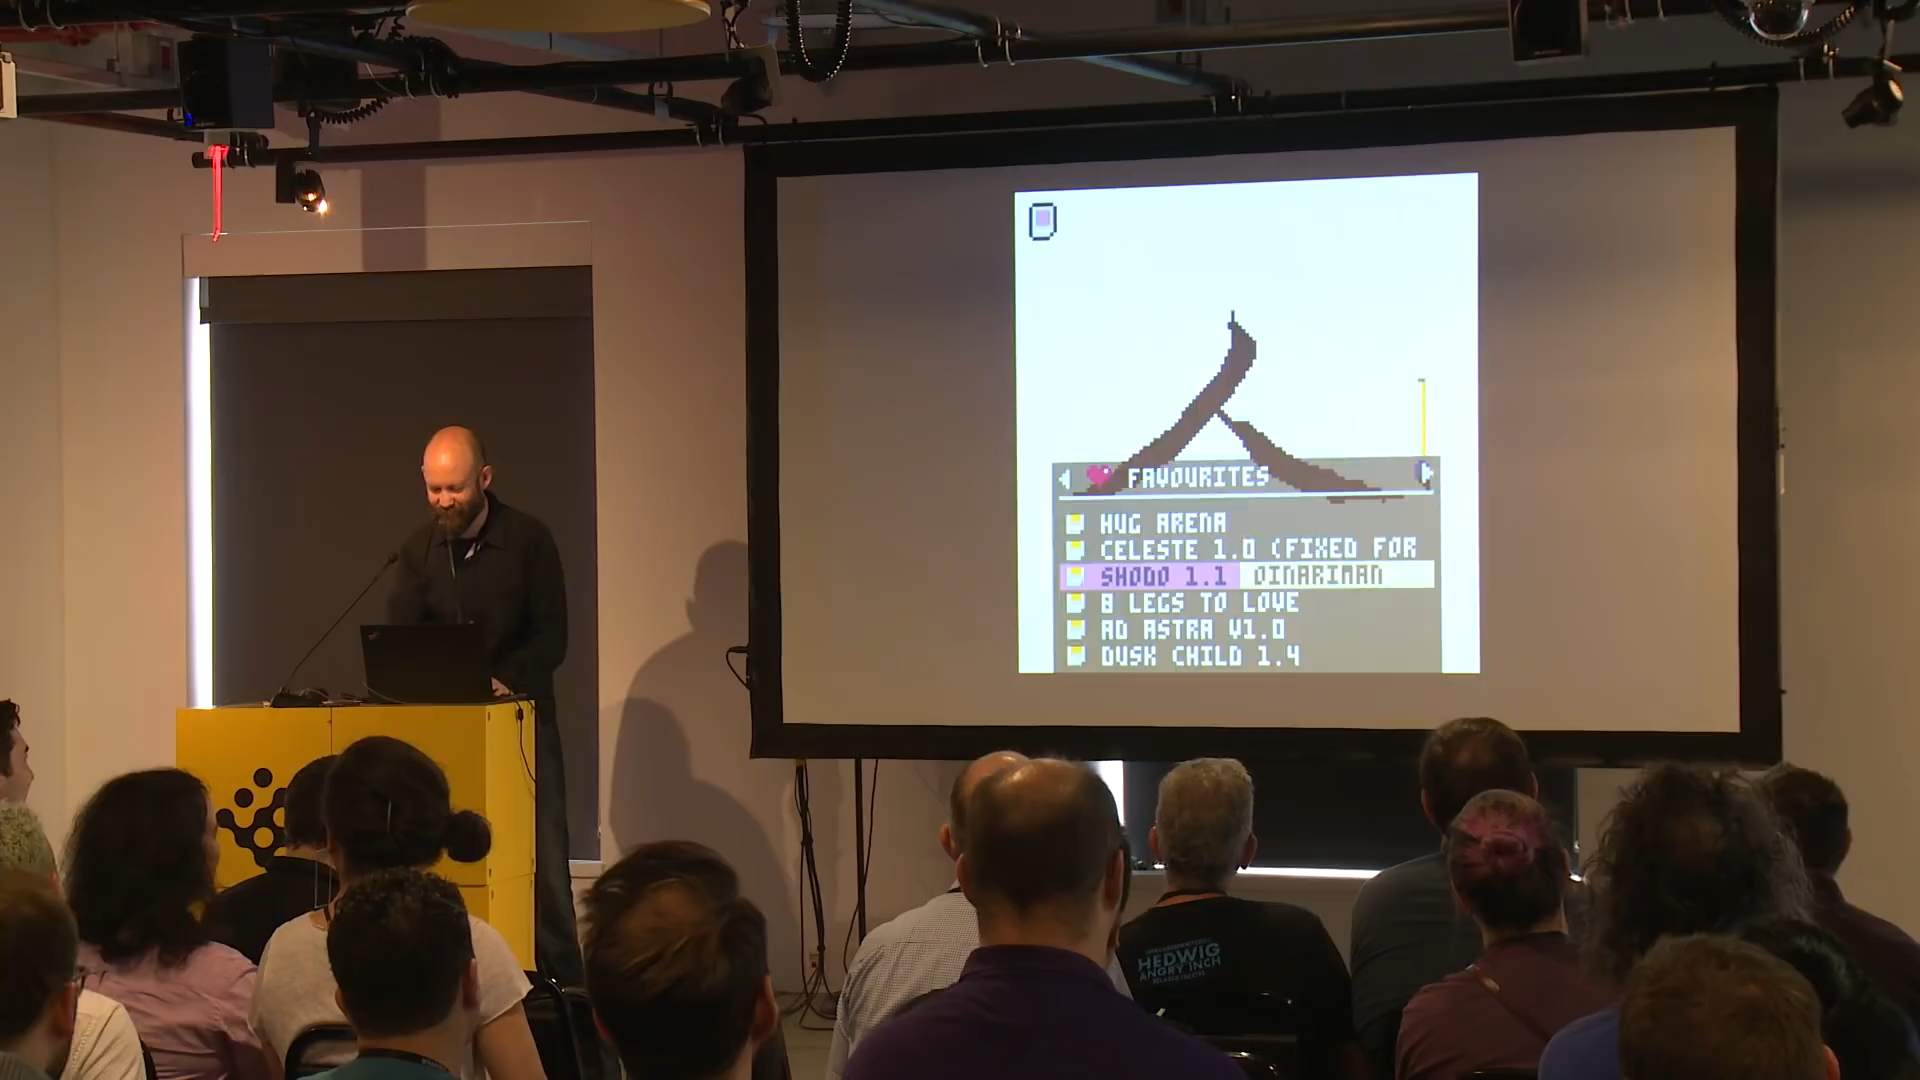 FAVOURITES
HUG ARENA
CELESTE 1.0 (FIXED FOR
SHODO 1.1 OINARIMAN
8 LEGS TO LOVE
AD ASTRA V1.0
DUSK CHILD 1.4
HEDWIG
ANGRY INCH